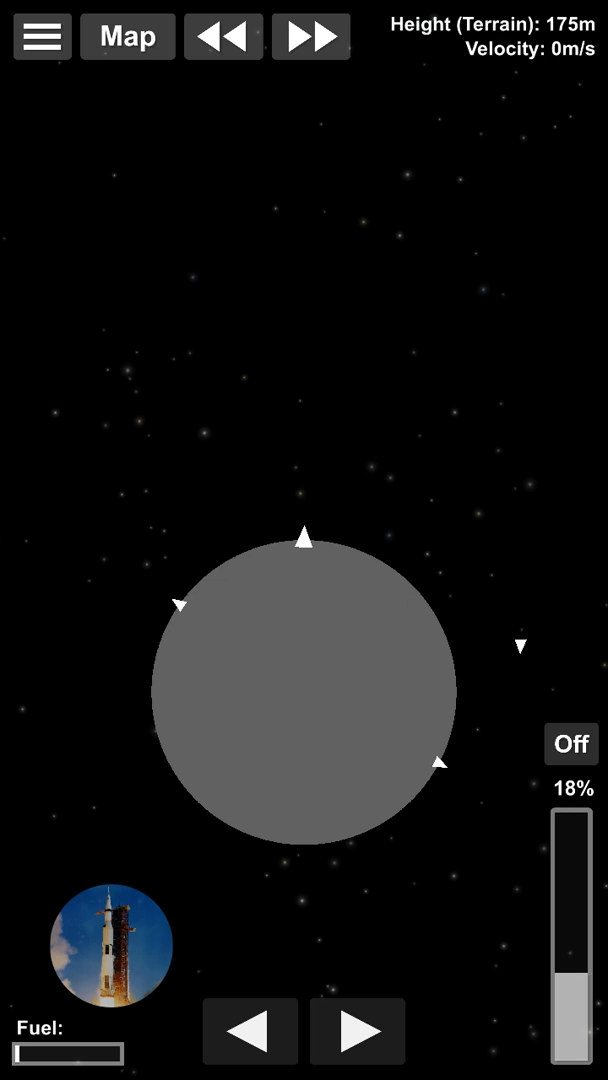 Map
Height (Terrain): 175m
Velocity: 0m/s
Off
18%
Fuel: